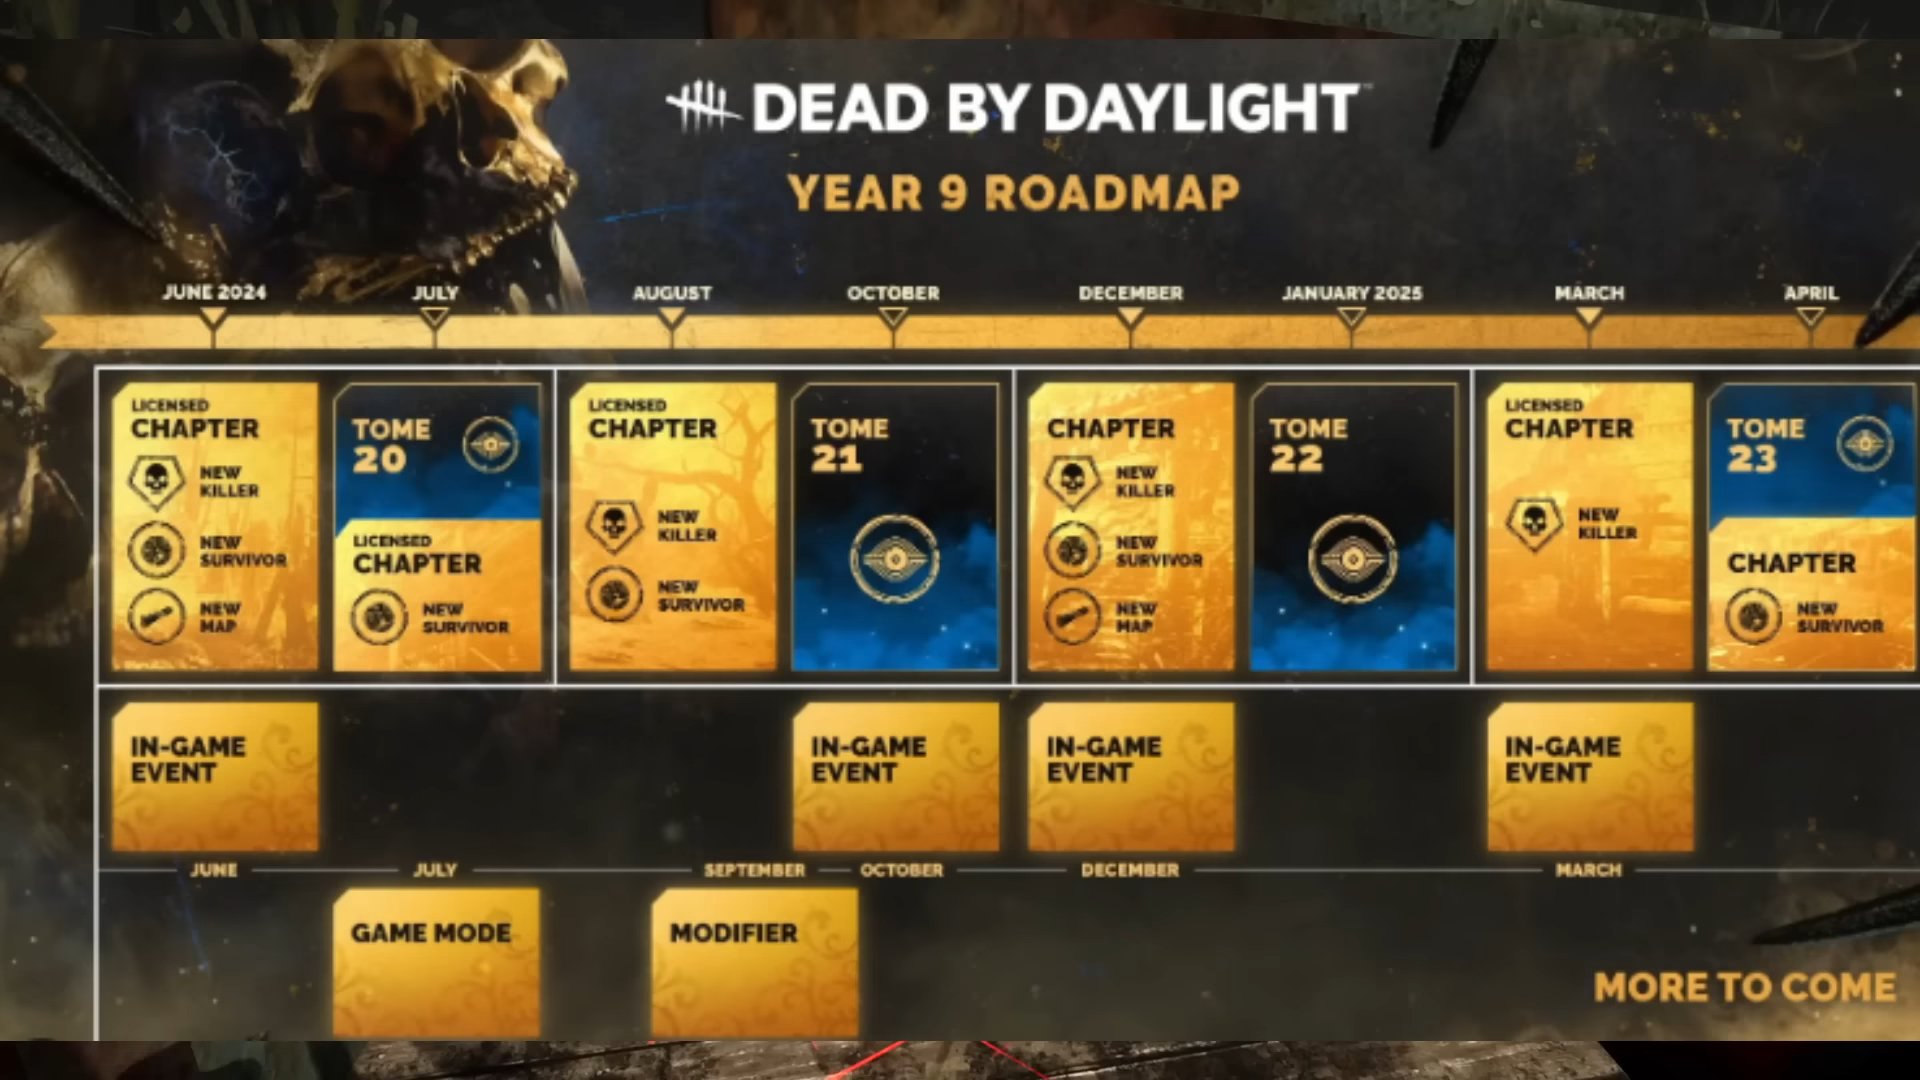 DEAD BY DAYLIGHT™
YEAR 9 ROADMAP
JUNE 2024
JULY
AUGUST
OCTOBER
DECEMBER
JANUARY 2025
MARCH
APRIL
LICENSED
CHAPTER
NEW
KILLER
NEW
SURVIVOR
NEW
MAP
TOME
20
LICENSED
CHAPTER
NEW
SURVIVOR
LICENSED
CHAPTER
NEW
KILLER
NEW
SURVIVOR
TOME
21
CHAPTER
NEW
KILLER
NEW
SURVIVOR
NEW
MAP
TOME
22
LICENSED
CHAPTER
NEW
KILLER
TOME
23
CHAPTER
NEW
SURVIVOR
IN-GAME
EVENT
IN-GAME
EVENT
IN-GAME
EVENT
IN-GAME
EVENT
JUNE
JULY
SEPTEMBER
OCTOBER
DECEMBER
MARCH
GAME MODE
MODIFIER
MORE TO COME